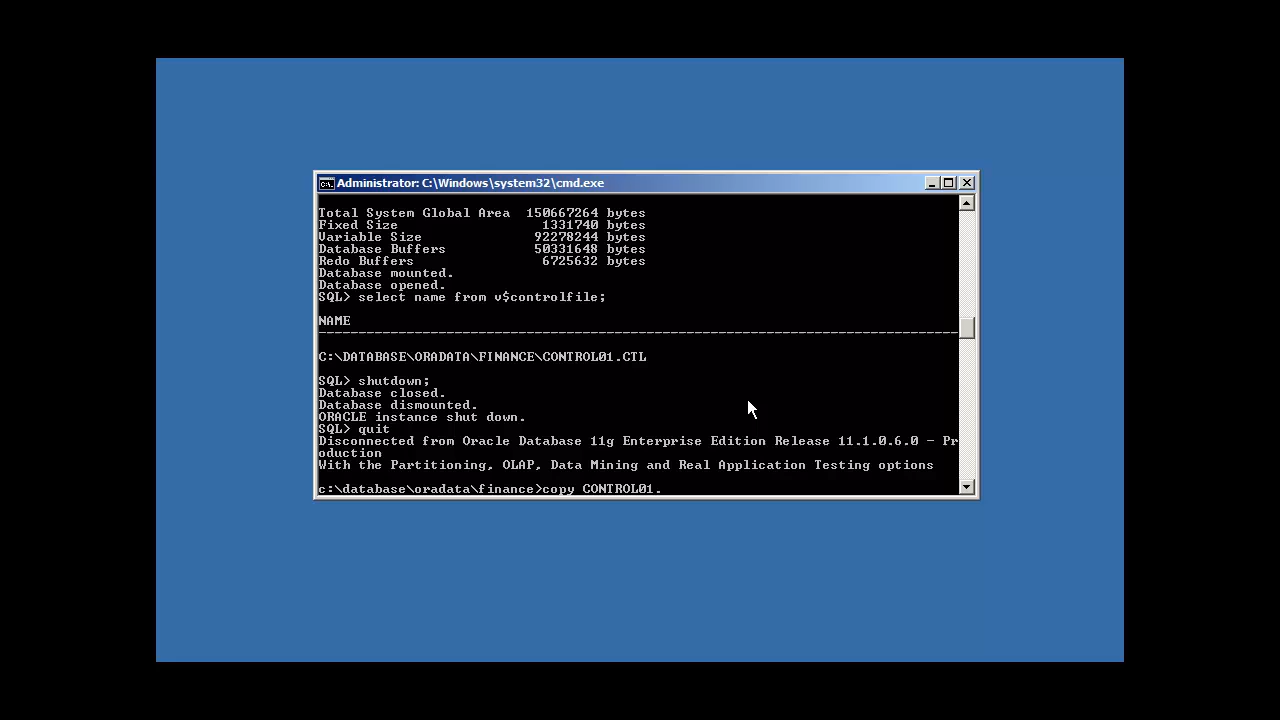 Administrator: C:\Windows\system32\cmd.exe
Total System Global Area  150667264 bytes
Fixed Size                  1331740 bytes
Variable Size              92278244 bytes
Database Buffers           50331648 bytes
Redo Buffers                6725632 bytes
Database mounted.
Database opened.
SQL> select name from v$controlfile;
NAME
--------------------------------------------------------------------------------
C:\DATABASE\ORADATA\FINANCE\CONTROL01.CTL
SQL> shutdown;
Database closed.
Database dismounted.
ORACLE instance shut down.
SQL> quit
Disconnected from Oracle Database 11g Enterprise Edition Release 11.1.0.6.0 - Pr
oduction
With the Partitioning, OLAP, Data Mining and Real Application Testing options
c:\database\oradata\finance>copy CONTROL01.